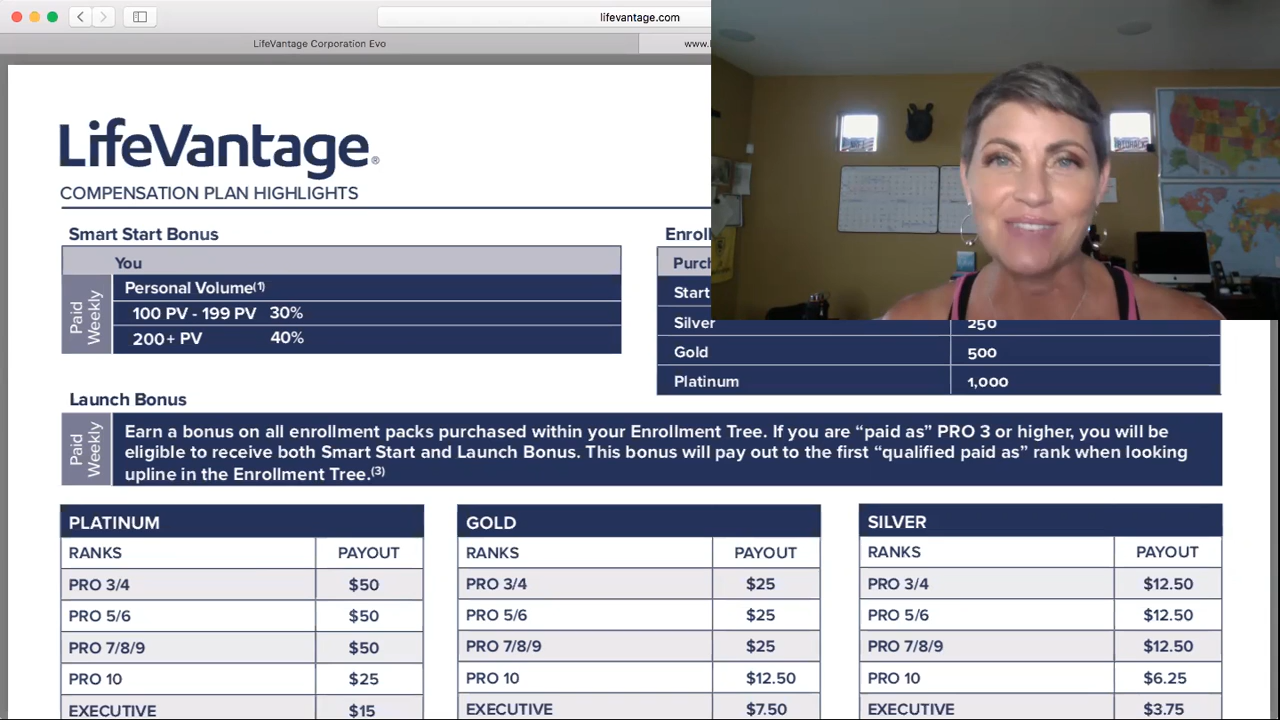 lifevantage.com
LifeVantage Corporation Evo
www.l
LifeVantage®
COMPENSATION PLAN HIGHLIGHTS
Smart Start Bonus
You
Paid Weekly
Personal Volume(1)
100 PV - 199 PV 30%
200+ PV 40%
Enroll
Purch
Start
Silver 250
Gold 500
Platinum 1,000
Launch Bonus
Paid Weekly
Earn a bonus on all enrollment packs purchased within your Enrollment Tree. If you are “paid as” PRO 3 or higher, you will be
eligible to receive both Smart Start and Launch Bonus. This bonus will pay out to the first “qualified paid as” rank when looking
upline in the Enrollment Tree.(3)
PLATINUM
RANKS PAYOUT
PRO 3/4 $50
PRO 5/6 $50
PRO 7/8/9 $50
PRO 10 $25
EXECUTIVE $15
GOLD
RANKS PAYOUT
PRO 3/4 $25
PRO 5/6 $25
PRO 7/8/9 $25
PRO 10 $12.50
EXECUTIVE $7.50
SILVER
RANKS PAYOUT
PRO 3/4 $12.50
PRO 5/6 $12.50
PRO 7/8/9 $12.50
PRO 10 $6.25
EXECUTIVE $3.75